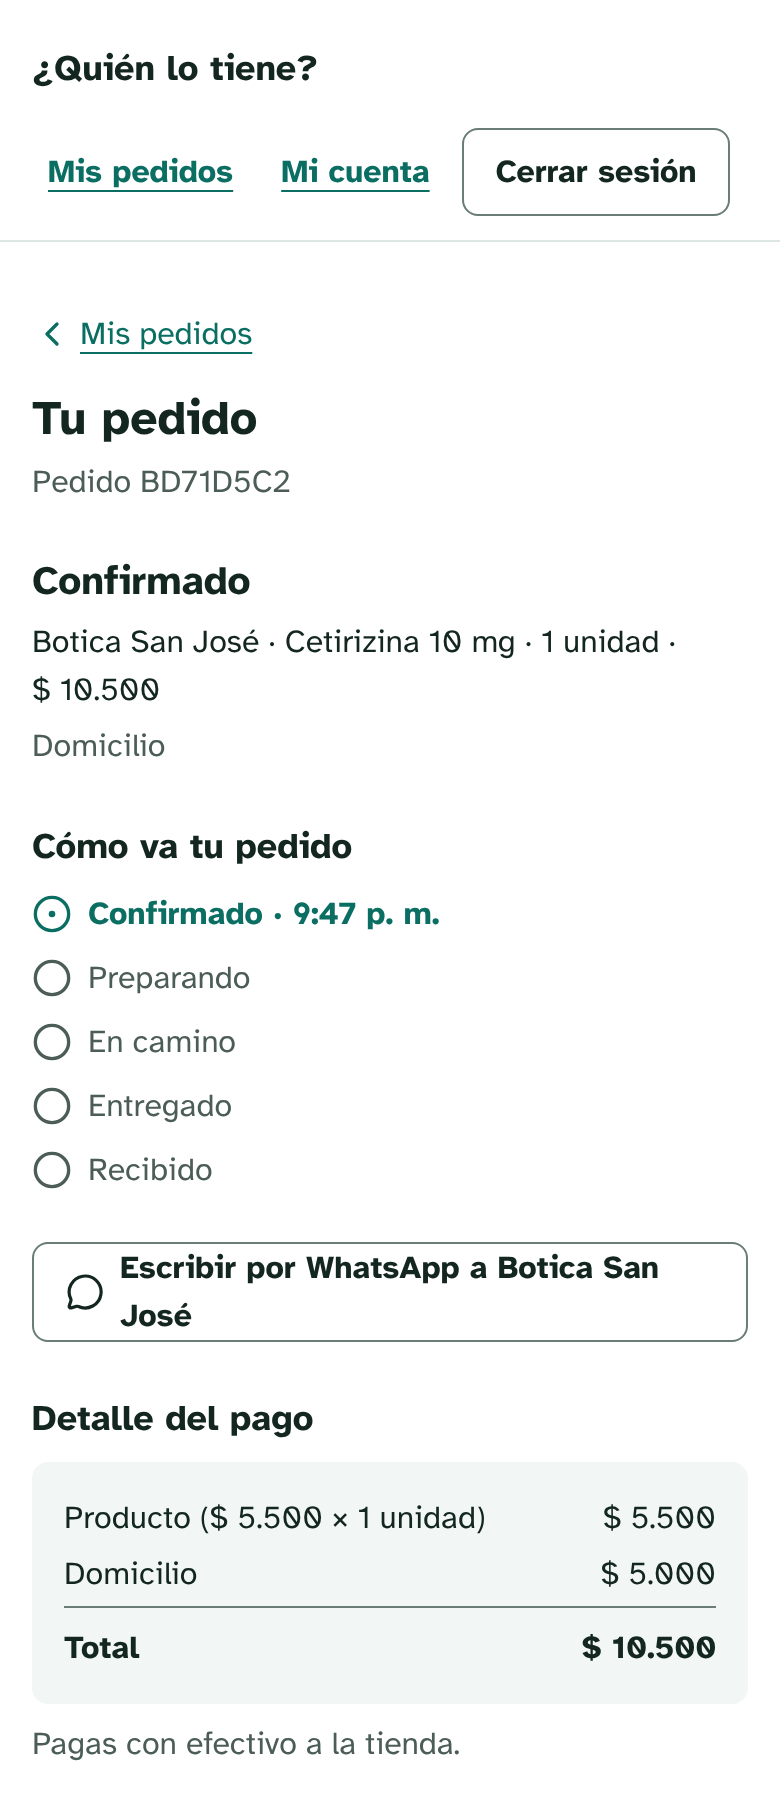 ¿Quién lo tiene?
Mis pedidos Mi cuenta Cerrar sesión
Mis pedidos
Tu pedido
Pedido BD71D5C2
Confirmado
Botica San José · Cetirizina 10 mg · 1 unidad ·
$ 10.500
Domicilio
Cómo va tu pedido
Confirmado · 9:47 p. m.
Preparando
En camino
Entregado
Recibido
Escribir por WhatsApp a Botica San
José
Detalle del pago
Producto ($ 5.500 × 1 unidad) $ 5.500
Domicilio $ 5.000
Total $ 10.500
Pagas con efectivo a la tienda.